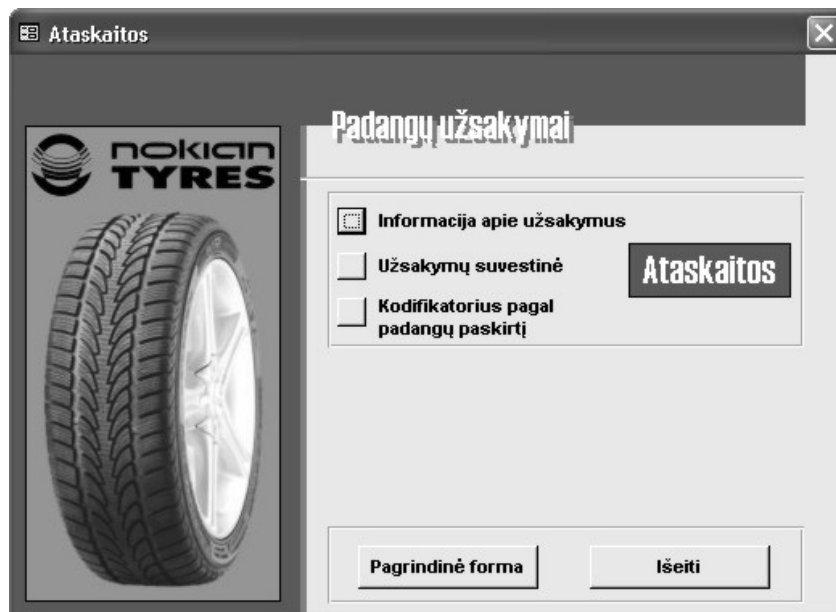 Ataskaitos
Padangų užsakymai
nokian
TYRES
Informacija apie užsakymus
Užsakymų suvestinė
Ataskaitos
Kodifikatorius pagal
padangų paskirtį
Pagrindinė forma
Išeiti